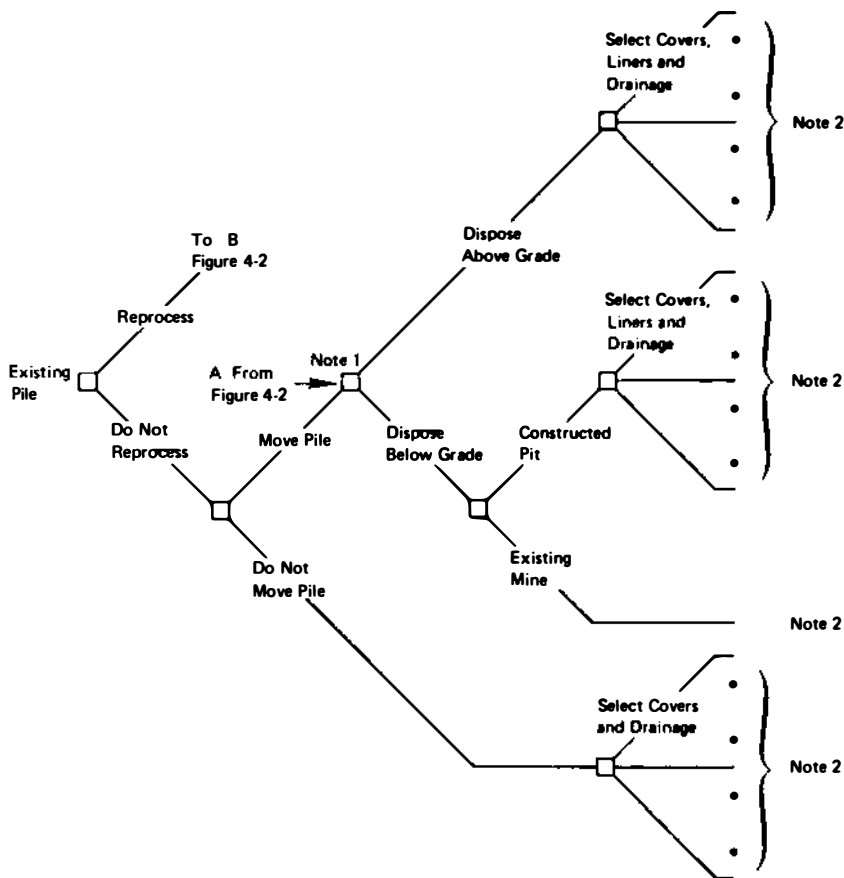 Select Covers,
Liners and
Drainage
Note 2
Dispose
Above Grade
To B
Figure 4-2
Reprocess
Existing
Pile
Do Not
Reprocess
A From
Figure 4-2
Note 1
Move Pile
Dispose
Below Grade
Select Covers,
Liners and
Drainage
Note 2
Constructed
Pit
Existing
Mine
Note 2
Do Not
Move Pile
Select Covers
and Drainage
Note 2